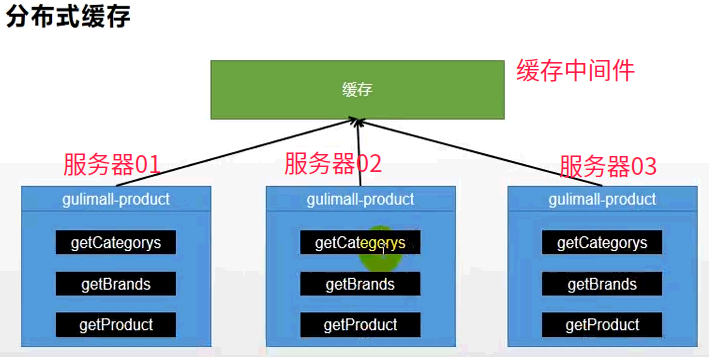 分布式缓存
缓存
缓存中间件
服务器01
服务器02
服务器03
gulimall-product
gulimall-product
gulimall-product
getCategorys
getCategorys
getCategorys
getBrands
getBrands
getBrands
getProduct
getProduct
getProduct